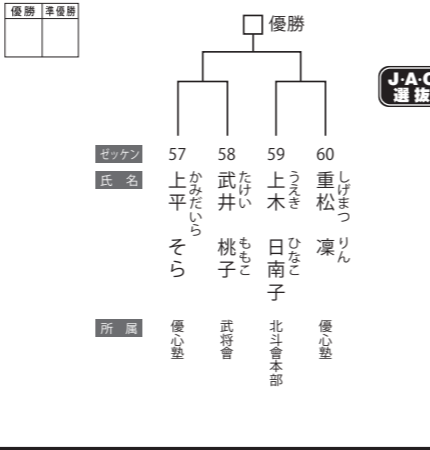 優勝 準優勝
優勝
J·A·C
選抜
ゼッケン 57 58 59 60
氏名
上平 そら
かみだいら
武井 桃子
たけい ももこ
上木 日南子
うえき ひなこ
重松 凜
しげまつ りん
所属
優心塾
武将會
北斗會本部
優心塾